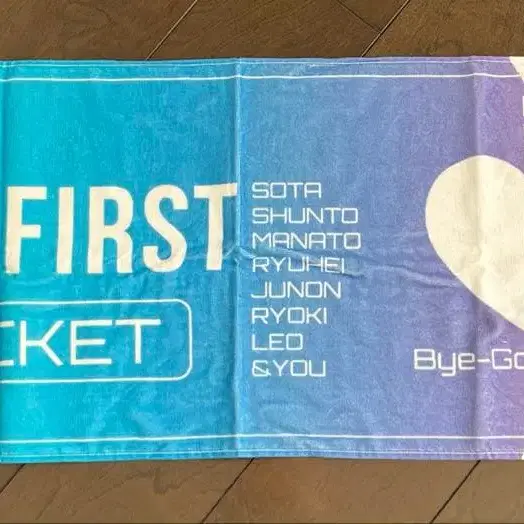 FIRST
CKET
SOTA
SHUNTO
MANATO
RYUHEI
JUNON
RYOKI
LEO
&YOU
Bye-Go